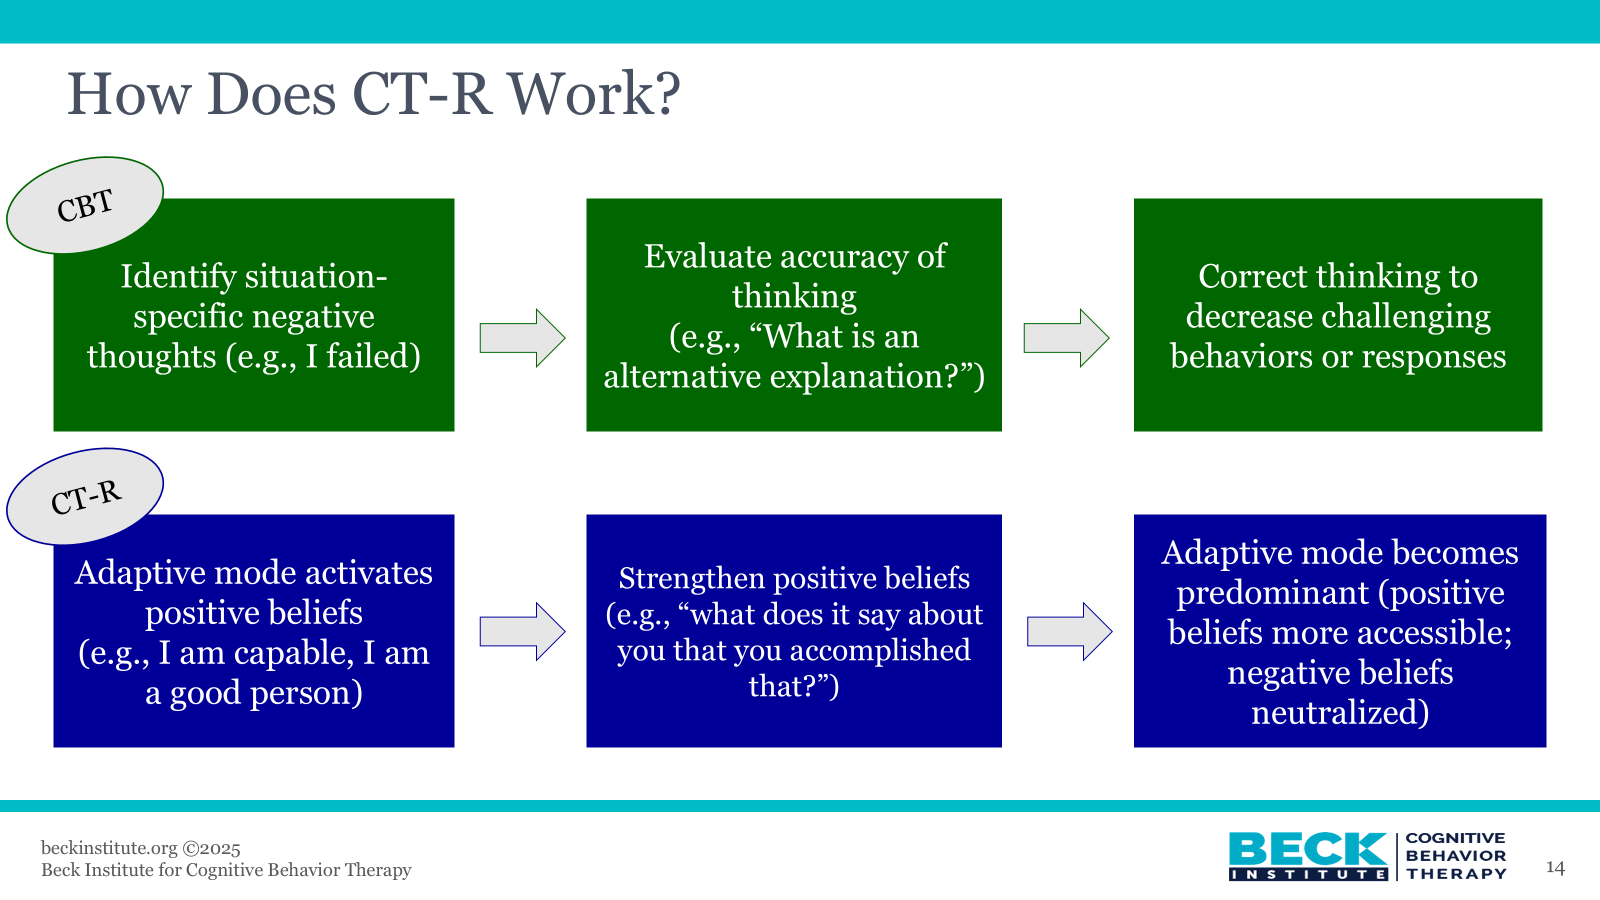 How Does CT-R Work?
CBT
Identify situation-
specific negative
thoughts (e.g., I failed)
Evaluate accuracy of
thinking
(e.g., “What is an
alternative explanation?”)
Correct thinking to
decrease challenging
behaviors or responses
CT-R
Adaptive mode activates
positive beliefs
(e.g., I am capable, I am
a good person)
Strengthen positive beliefs
(e.g., “what does it say about
you that you accomplished
that?”)
Adaptive mode becomes
predominant (positive
beliefs more accessible;
negative beliefs
neutralized)
beckinstitute.org ©2025
Beck Institute for Cognitive Behavior Therapy
BECK
INSTITUTE
COGNITIVE
BEHAVIOR
THERAPY
14